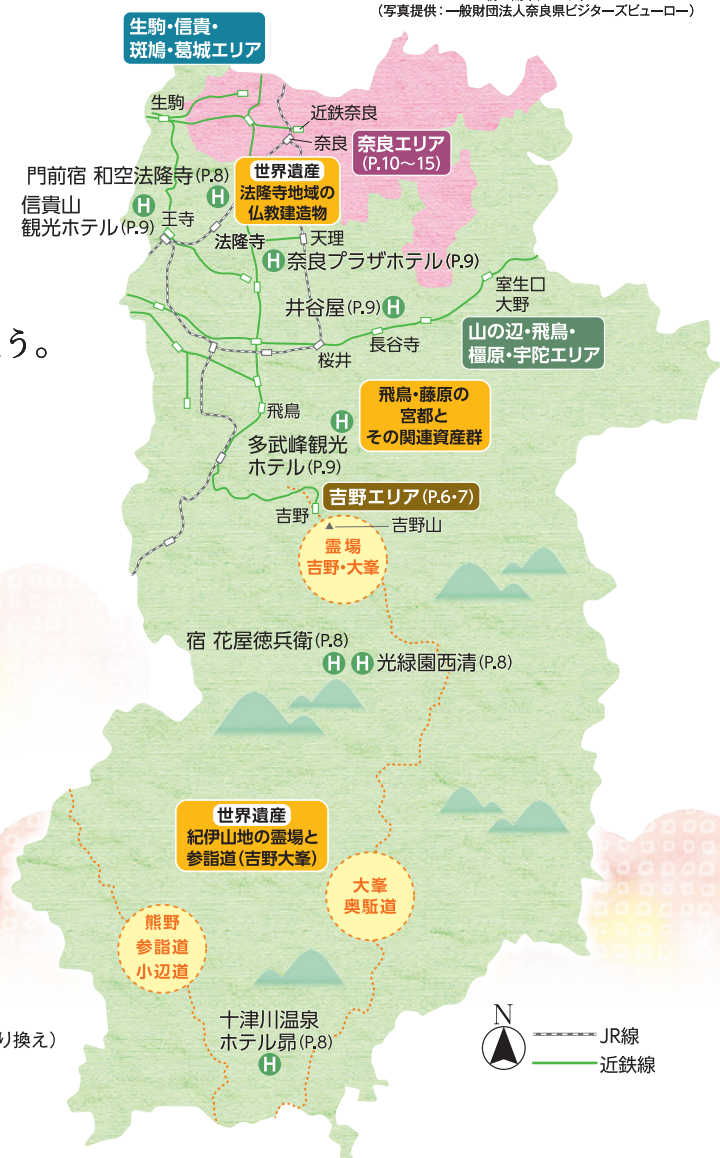 (写真提供：一般財団法人奈良県ビジターズビューロー)
生駒・信貴・
斑鳩・葛城エリア
生駒
近鉄奈良
奈良
奈良エリア
(P.10〜15)
門前宿 和空法隆寺(P.8)
H
世界遺産
法隆寺地域の
仏教建造物
信貴山
観光ホテル(P.9)
H
王寺
法隆寺
天理
H
奈良プラザホテル(P.9)
室生口
大野
井谷屋(P.9)
H
う。
長谷寺
桜井
山の辺・飛鳥・
橿原・宇陀エリア
飛鳥
飛鳥・藤原の
宮都と
その関連資産群
H
多武峰観光
ホテル(P.9)
吉野エリア(P.6・7)
吉野
吉野山
霊場
吉野・大峯
宿 花屋徳兵衛(P.8)
H
H
光緑園西清(P.8)
世界遺産
紀伊山地の霊場と
参詣道(吉野大峯)
大峯
奥駈道
熊野
参詣道
小辺道
十津川温泉
ホテル昴(P.8)
H
り換え)
N
JR線
近鉄線